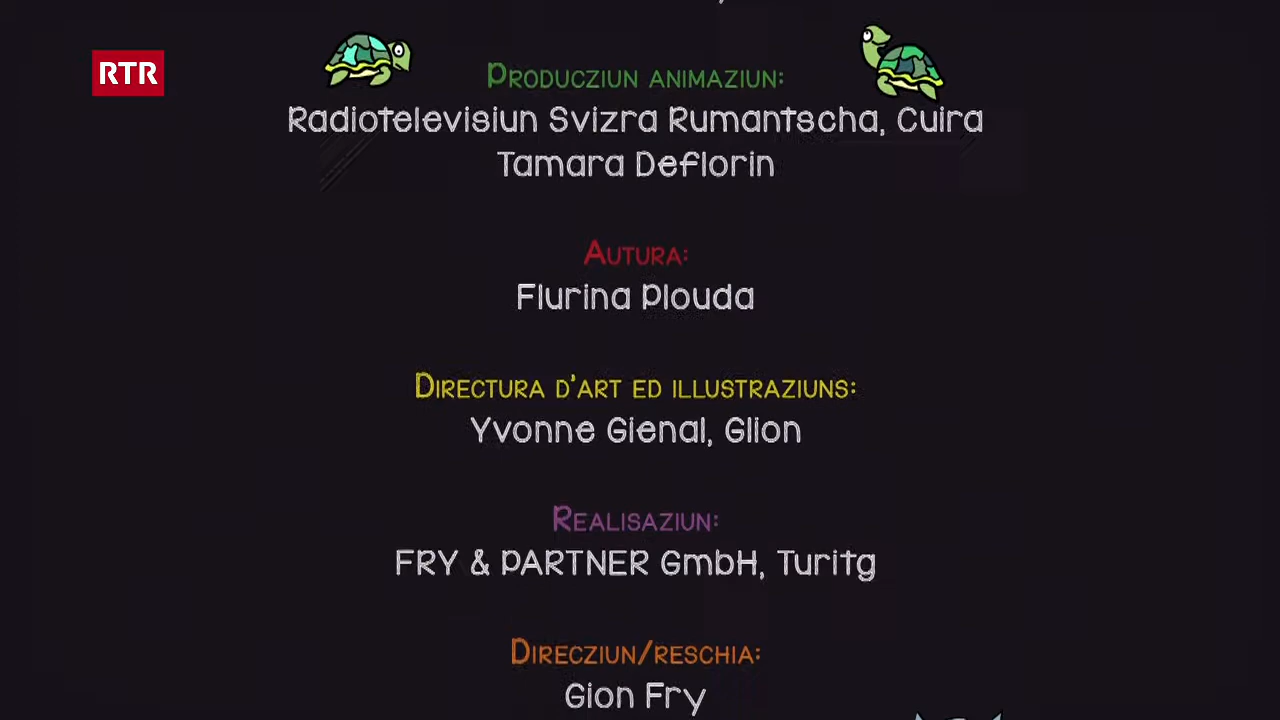 RTR
Producziun animaziun:
Radiotelevisiun Svizra Rumantscha, Cuira
Tamara Deflorin
Autura:
Flurina Plouda
Directura d'art ed illustraziuns:
Yvonne Gienal, Glion
Realisaziun:
FRY & PARTNER GmbH, Turitg
Direcziun/reschia:
Gion Fry